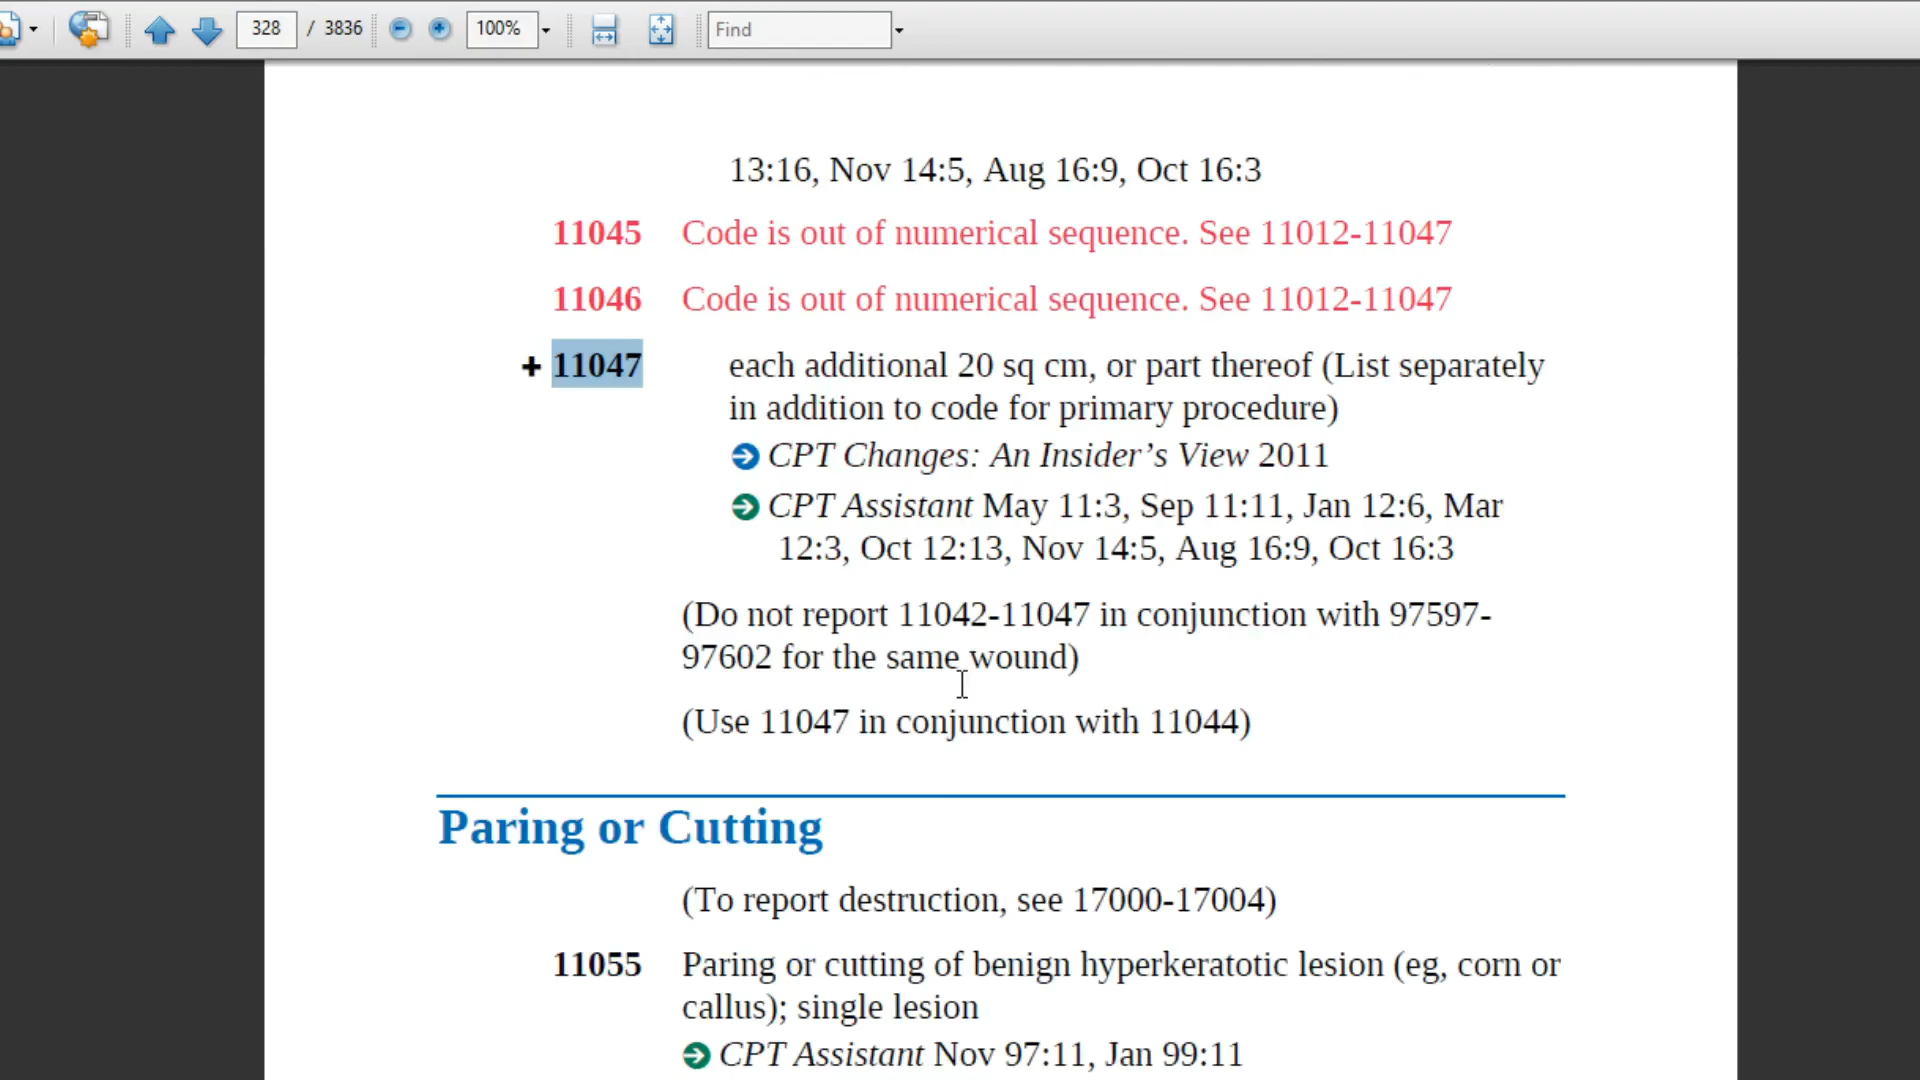 328 / 3836 100% Find
13:16, Nov 14:5, Aug 16:9, Oct 16:3
11045 Code is out of numerical sequence. See 11012-11047
11046 Code is out of numerical sequence. See 11012-11047
+ 11047 each additional 20 sq cm, or part thereof (List separately
in addition to code for primary procedure)
CPT Changes: An Insider’s View 2011
CPT Assistant May 11:3, Sep 11:11, Jan 12:6, Mar
12:3, Oct 12:13, Nov 14:5, Aug 16:9, Oct 16:3
(Do not report 11042-11047 in conjunction with 97597-
97602 for the same wound)
(Use 11047 in conjunction with 11044)
Paring or Cutting
(To report destruction, see 17000-17004)
11055 Paring or cutting of benign hyperkeratotic lesion (eg, corn or
callus); single lesion
CPT Assistant Nov 97:11, Jan 99:11